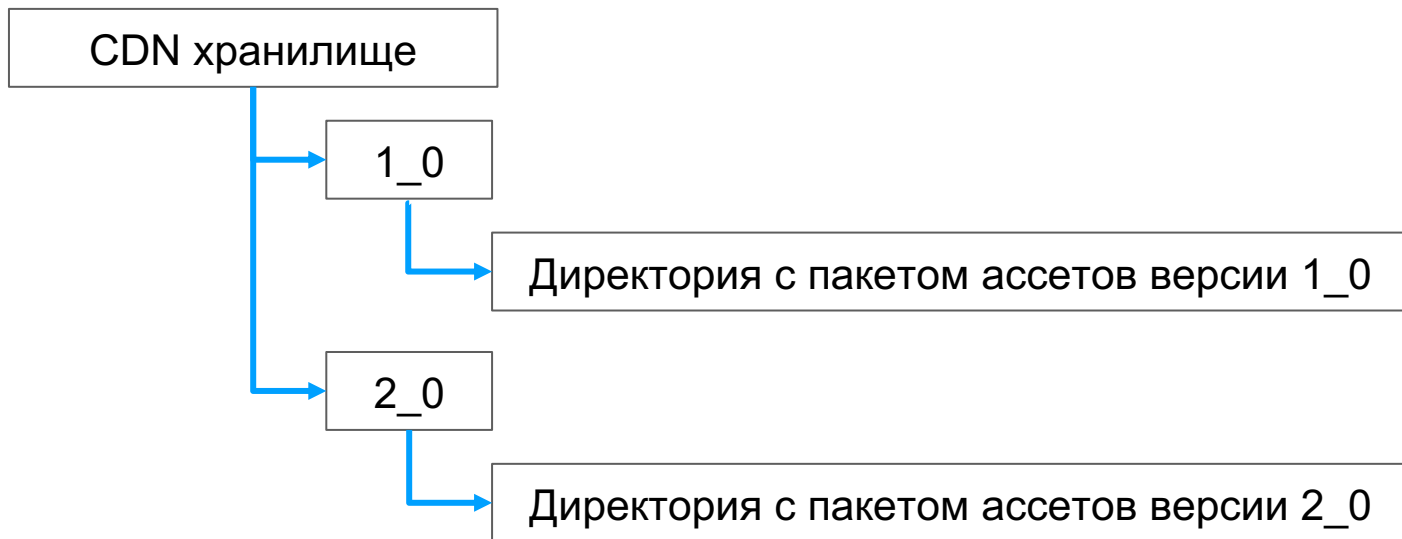 CDN хранилище
1_0
Директория с пакетом ассетов версии 1_0
2_0
Директория с пакетом ассетов версии 2_0